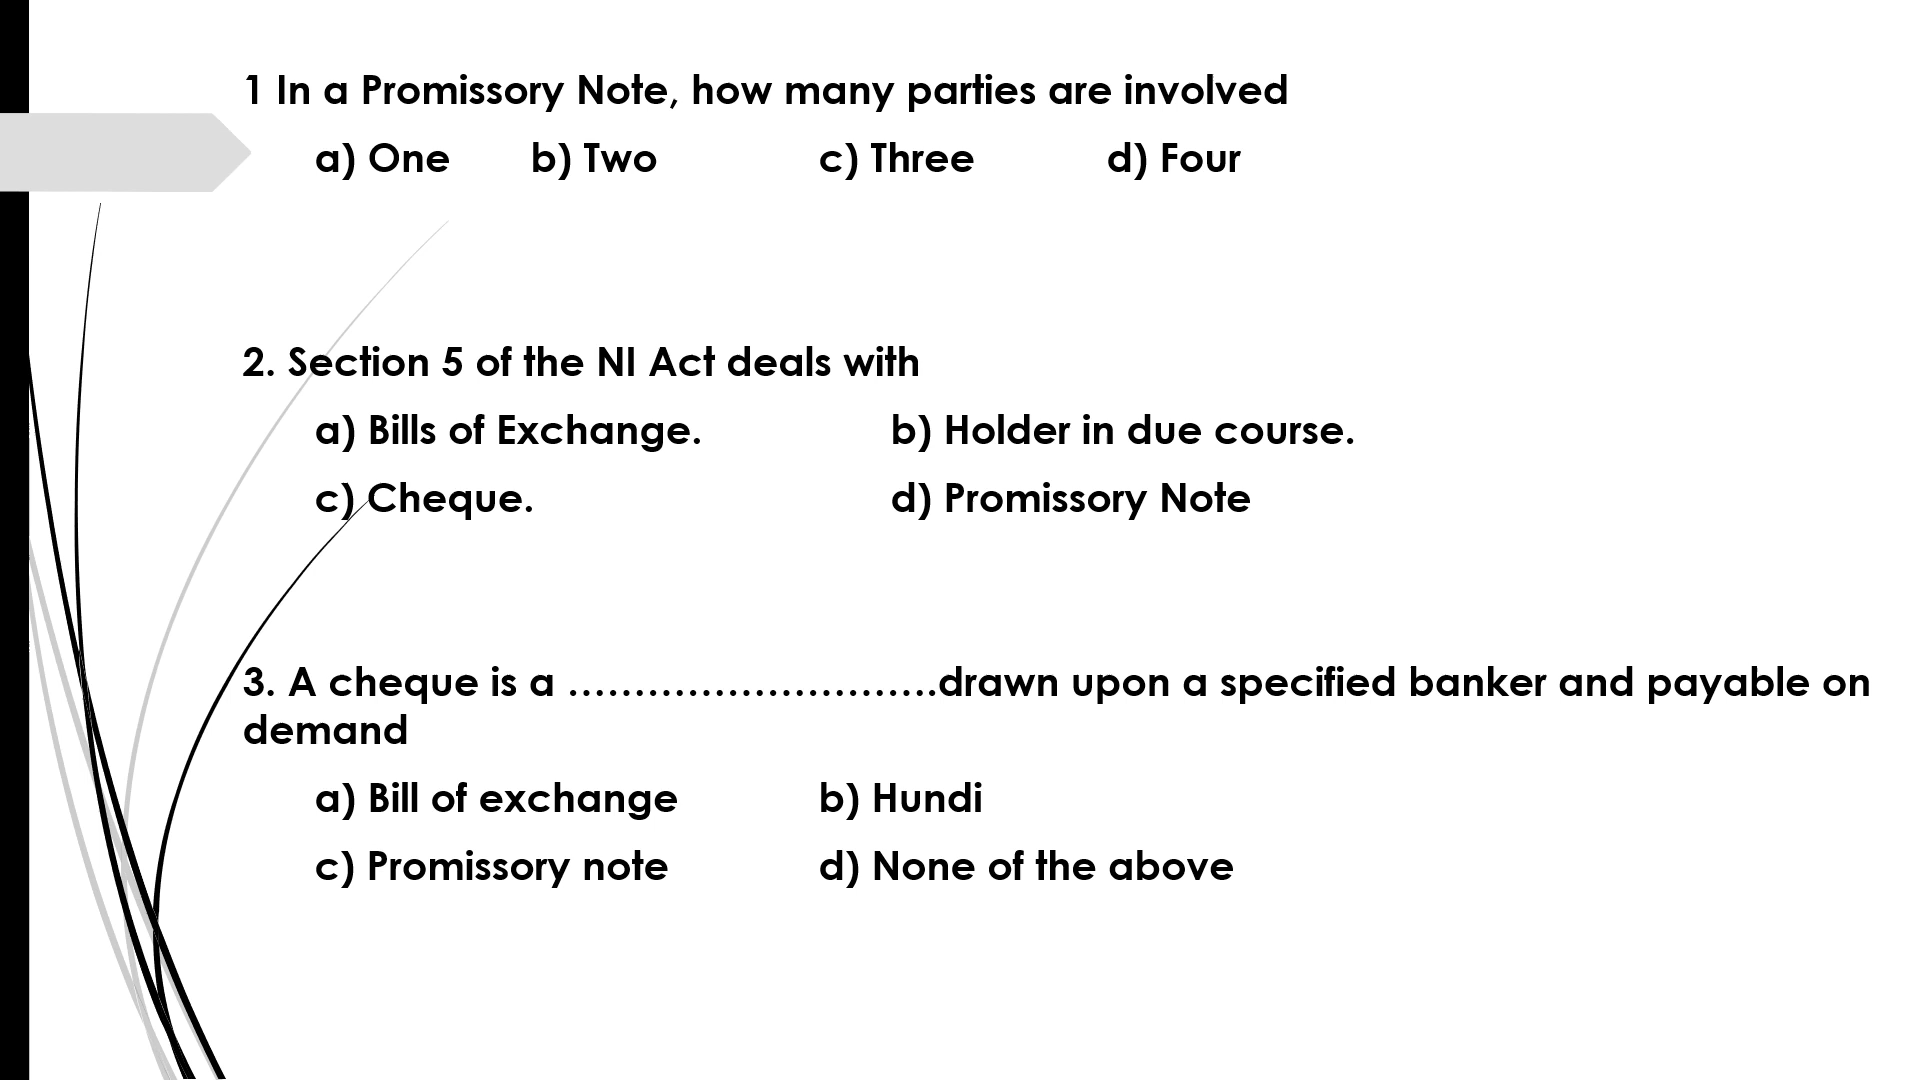 1 In a Promissory Note, how many parties are involved
a) One b) Two c) Three d) Four
2. Section 5 of the NI Act deals with
a) Bills of Exchange. b) Holder in due course.
c) Cheque. d) Promissory Note
3. A cheque is a ……………………….drawn upon a specified banker and payable on
demand
a) Bill of exchange b) Hundi
c) Promissory note d) None of the above